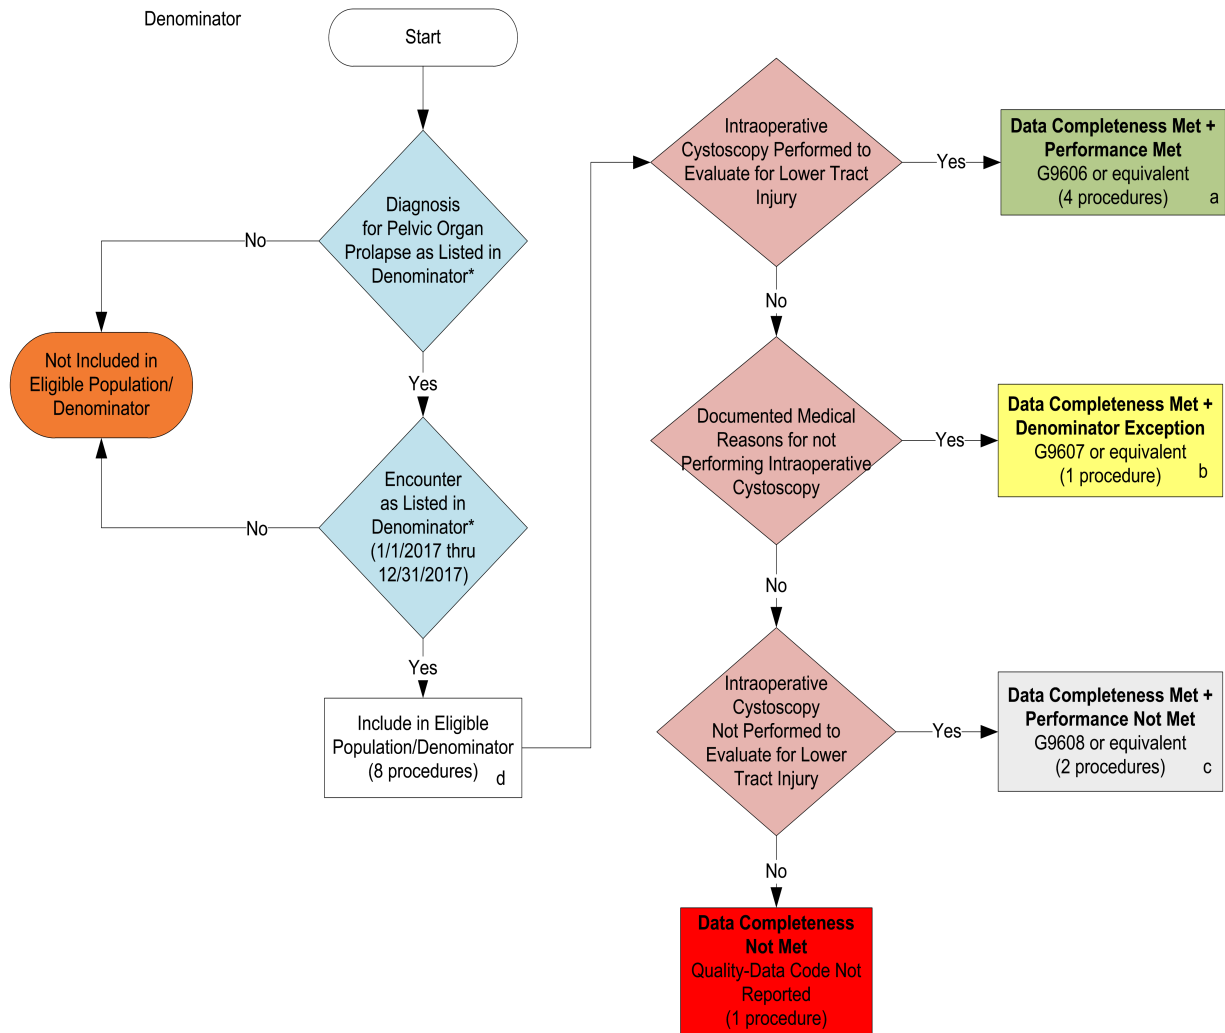 Denominator
Start
Diagnosis
for Pelvic Organ
Prolapse as Listed in
Denominator*
No
Not Included in
Eligible Population/
Denominator
Yes
Encounter
as Listed in
Denominator*
(1/1/2017 thru
12/31/2017)
No
Yes
Include in Eligible
Population/Denominator
(8 procedures)
d
Intraoperative
Cystoscopy Performed to
Evaluate for Lower Tract
Injury
Yes
Data Completeness Met +
Performance Met
G9606 or equivalent
(4 procedures)
a
No
Documented Medical
Reasons for not
Performing Intraoperative
Cystoscopy
Yes
Data Completeness Met +
Denominator Exception
G9607 or equivalent
(1 procedure)
b
No
Intraoperative
Cystoscopy
Not Performed to
Evaluate for Lower
Tract Injury
Yes
Data Completeness Met +
Performance Not Met
G9608 or equivalent
(2 procedures)
c
No
Data Completeness
Not Met
Quality-Data Code Not
Reported
(1 procedure)